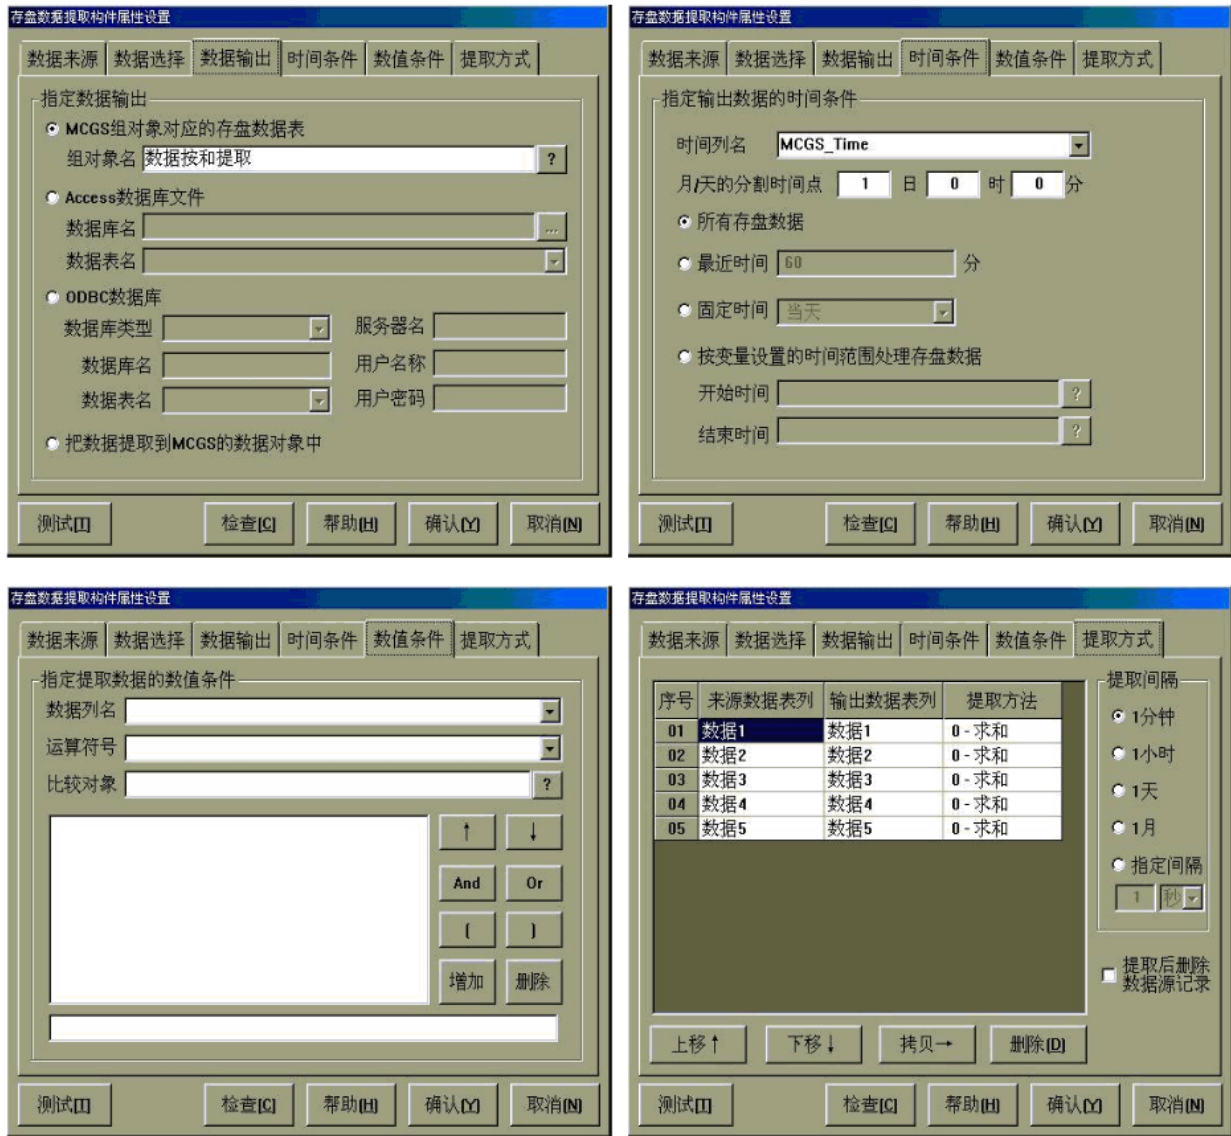 存盘数据提取构件属性设置
数据来源 数据选择 数据输出 时间条件 数值条件 提取方式
指定数据输出
MCGS组对象对应的存盘数据表
组对象名 数据按和提取 ?
Access数据库文件
数据库名 ...
数据表名
ODBC数据库
数据库类型 服务器名
数据库名 用户名称
数据表名 用户密码
把数据提取到MCGS的数据对象中
测试[T] 检查[C] 帮助[H] 确认[Y] 取消[N]
存盘数据提取构件属性设置
数据来源 数据选择 数据输出 时间条件 数值条件 提取方式
指定输出数据的时间条件
时间列名 MCGS_Time
月/天的分割时间点 1 日 0 时 0 分
所有存盘数据
最近时间 60 分
固定时间 当天
按变量设置的时间范围处理存盘数据
开始时间 ?
结束时间 ?
测试[T] 检查[C] 帮助[H] 确认[Y] 取消[N]
存盘数据提取构件属性设置
数据来源 数据选择 数据输出 时间条件 数值条件 提取方式
指定提取数据的数值条件
数据列名
运算符号
比较对象 ?
↑ ↓
And Or
( )
增加 删除
测试[T] 检查[C] 帮助[H] 确认[Y] 取消[N]
存盘数据提取构件属性设置
数据来源 数据选择 数据输出 时间条件 数值条件 提取方式
序号 来源数据表列 输出数据表列 提取方法
01 数据1 数据1 0 - 求和
02 数据2 数据2 0 - 求和
03 数据3 数据3 0 - 求和
04 数据4 数据4 0 - 求和
05 数据5 数据5 0 - 求和
提取间隔
1分钟
1小时
1天
1月
指定间隔
1 秒
提取后删除
数据源记录
上移↑ 下移↓ 拷贝→ 删除[D]
测试[T] 检查[C] 帮助[H] 确认[Y] 取消[N]